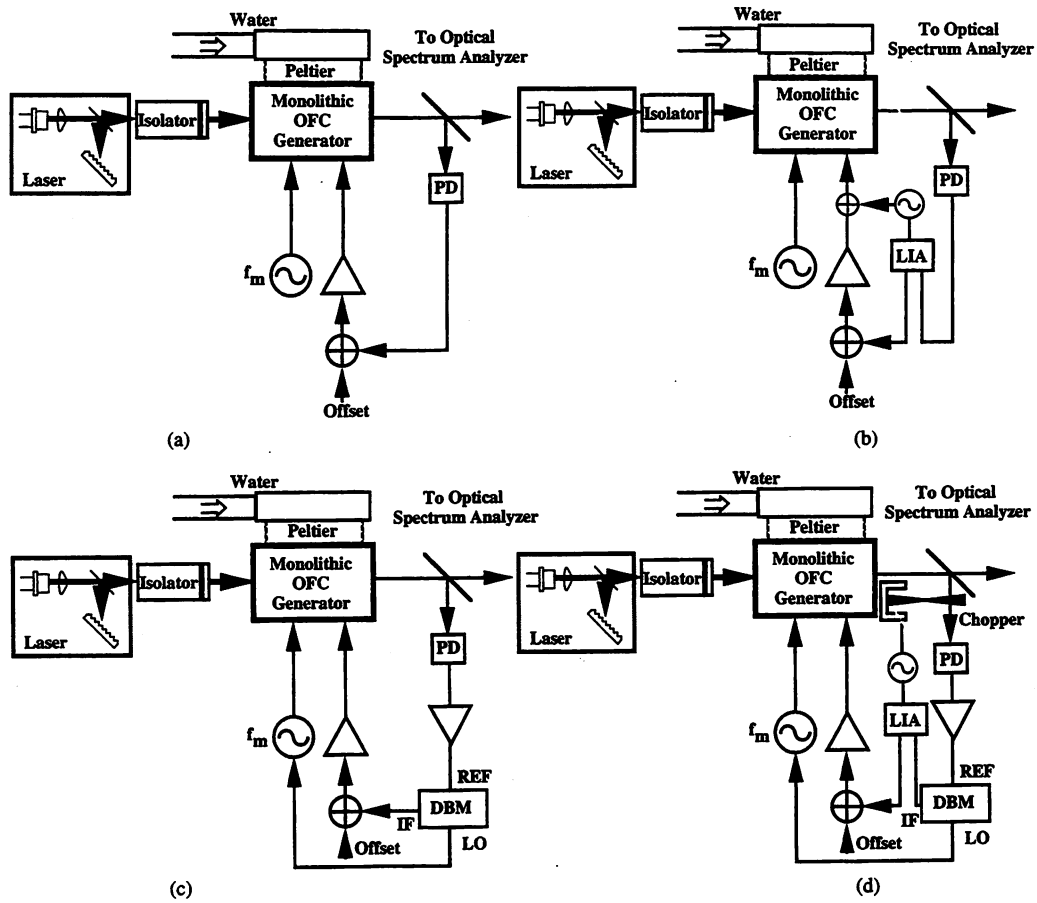 Water
To Optical
Spectrum Analyzer
Peltier
Monolithic
OFC
Generator
Isolator
Laser
PD
fm
Offset
(a)
Water
To Optical
Spectrum Analyzer
Peltier
Monolithic
OFC
Generator
Isolator
Laser
PD
LIA
fm
Offset
(b)
Water
To Optical
Spectrum Analyzer
Peltier
Monolithic
OFC
Generator
Isolator
Laser
PD
fm
REF
DBM
IF
LO
Offset
(c)
Water
To Optical
Spectrum Analyzer
Peltier
Monolithic
OFC
Generator
Isolator
Laser
Chopper
PD
LIA
fm
REF
DBM
IF
LO
Offset
(d)